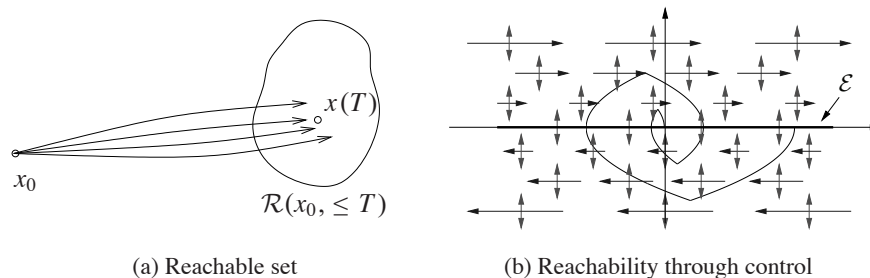 x(T)
ℰ
x₀
ℛ(x₀, ≤ T)
(a) Reachable set
(b) Reachability through control